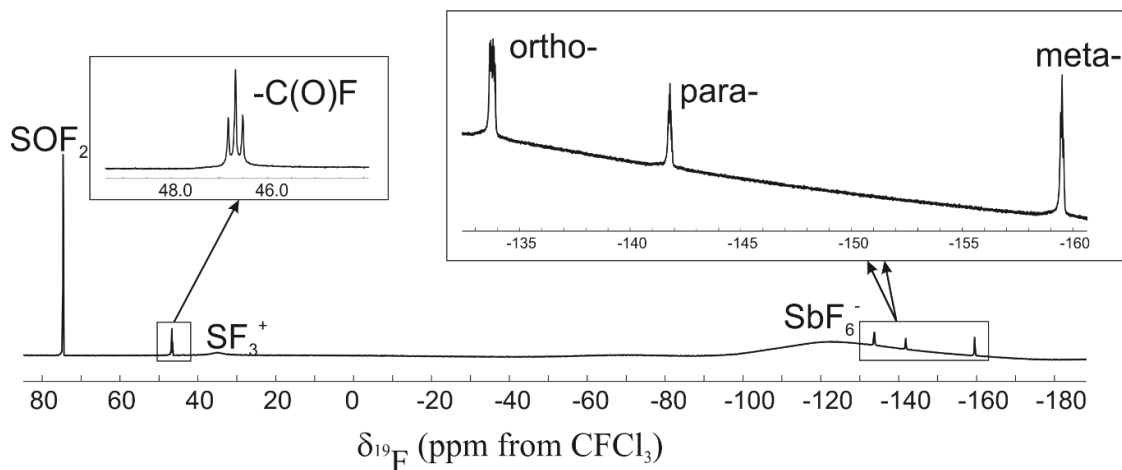 ortho-
para-
meta-
-135 -140 -145 -150 -155 -160
-C(O)F
48.0 46.0
SOF₂
SF₃⁺
SbF₆⁻
80 60 40 20 0 -20 -40 -60 -80 -100 -120 -140 -160 -180
δ¹⁹F (ppm from CFCl₃)